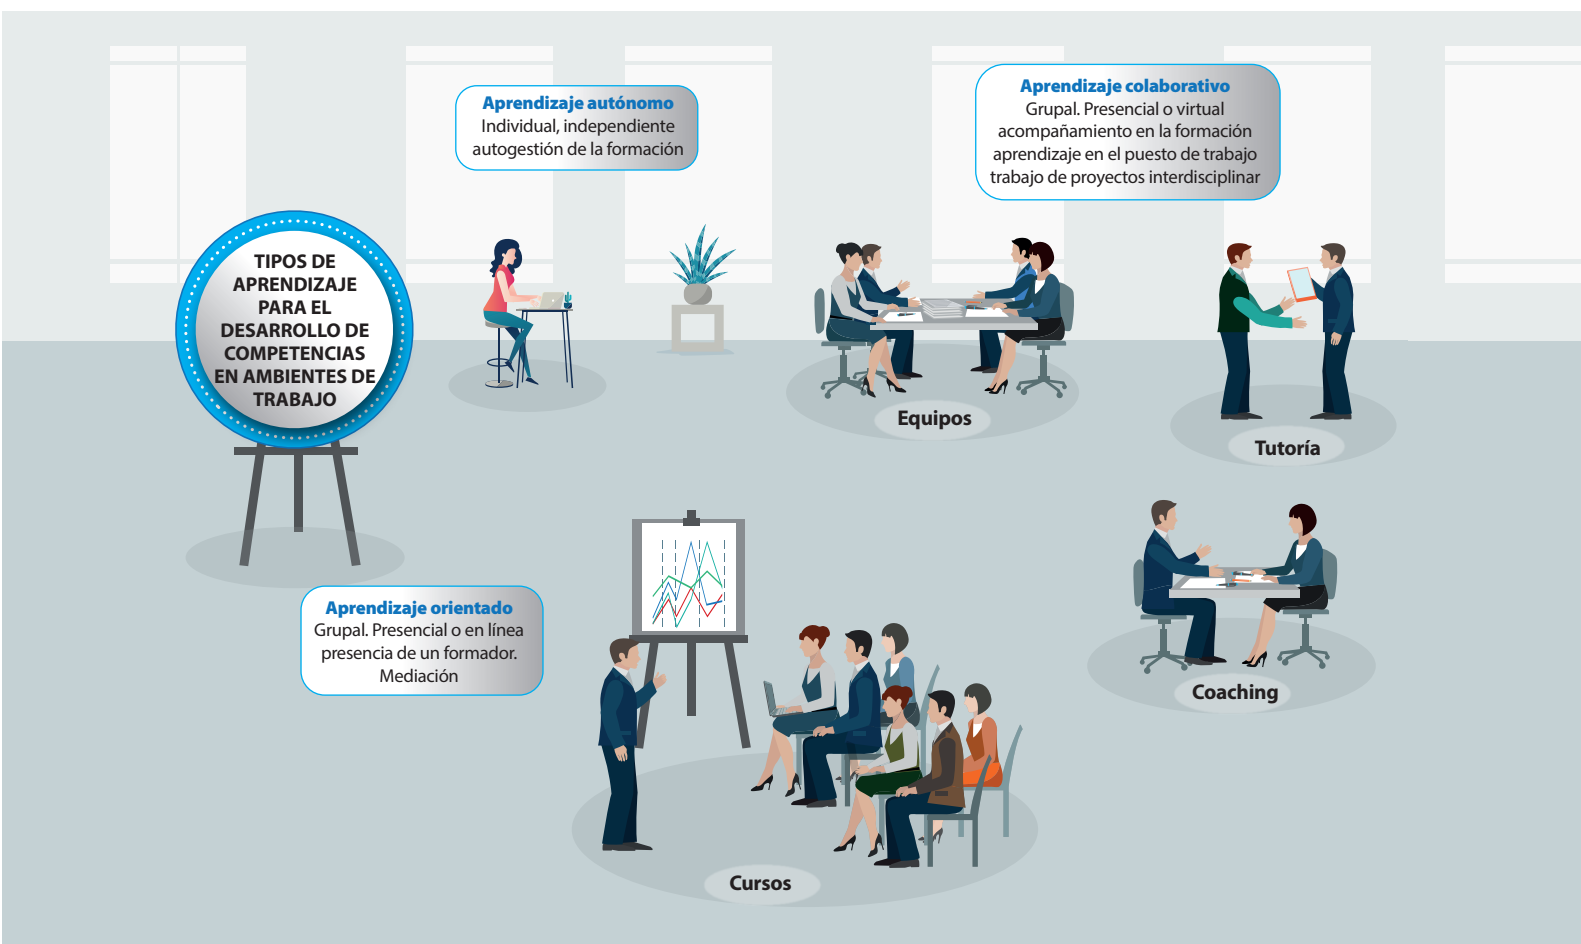 TIPOS DE
APRENDIZAJE
PARA EL
DESARROLLO DE
COMPETENCIAS
EN AMBIENTES DE
TRABAJO
Aprendizaje autónomo
Individual, independiente
autogestión de la formación
Aprendizaje colaborativo
Grupal. Presencial o virtual
acompañamiento en la formación
aprendizaje en el puesto de trabajo
trabajo de proyectos interdisciplinar
Equipos
Tutoría
Coaching
Aprendizaje orientado
Grupal. Presencial o en línea
presencia de un formador.
Mediación
Cursos